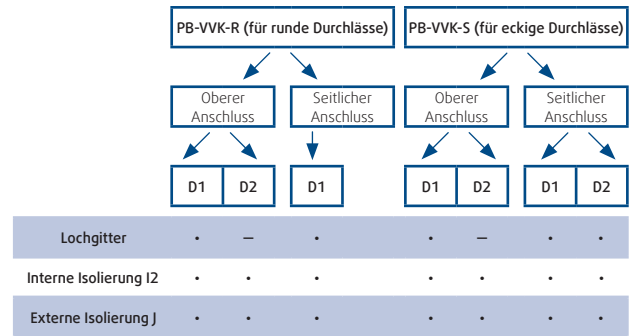 PB-VVK-R (für runde Durchlässe) PB-VVK-S (für eckige Durchlässe)
Oberer Seitlicher Oberer Seitlicher
Anschluss Anschluss Anschluss Anschluss
D1 D2 D1 D1 D2 D1 D2
Lochgitter • – • • – • •
Interne Isolierung I2 • • • • • • •
Externe Isolierung J • • • • • • •